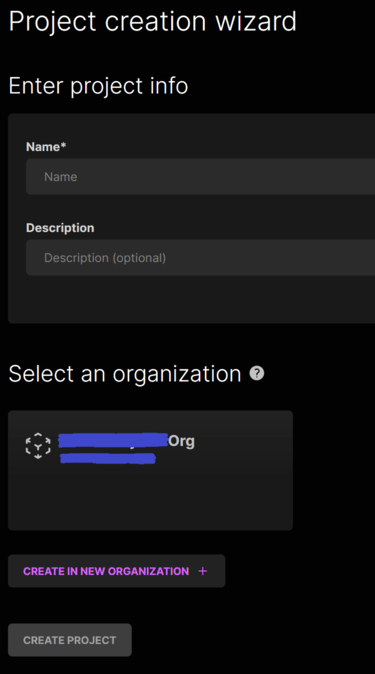 Project creation wizard
Enter project info
Name*
Name
Description
Description (optional)
Select an organization ?
Org
CREATE IN NEW ORGANIZATION +
CREATE PROJECT